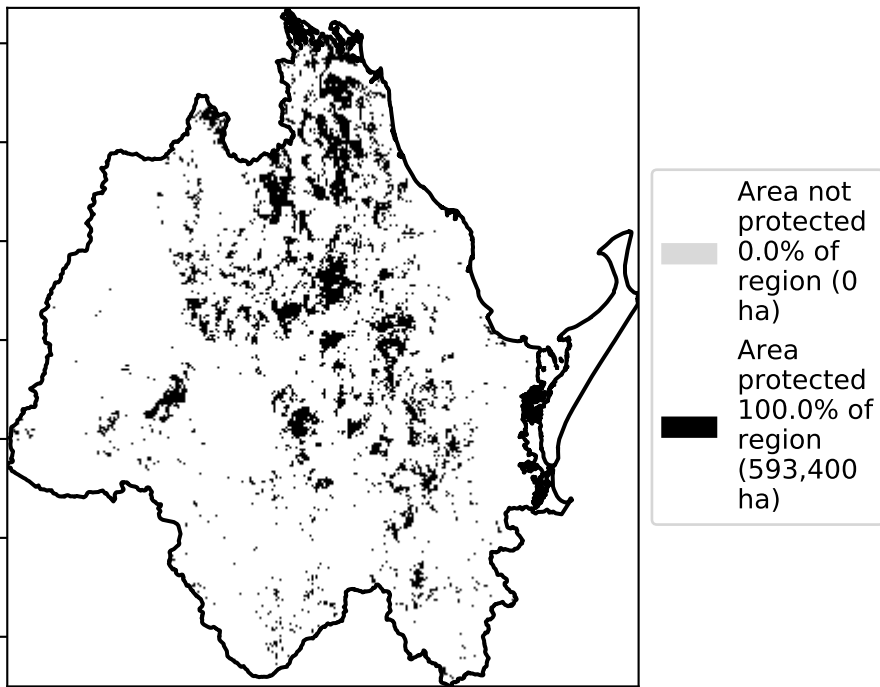 Area not
protected
0.0% of
region (0
ha)
Area
protected
100.0% of
region
(593,400
ha)